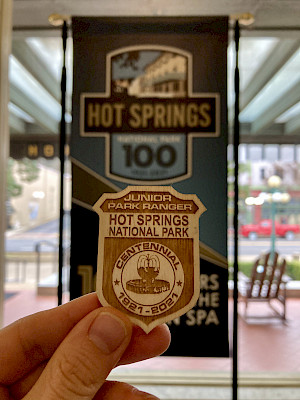 HOT SPRINGS
NATIONAL PARK
100
JUNIOR
PARK RANGER
HOT SPRINGS
NATIONAL PARK
CENTENNIAL
1921-2021
THE
SPA